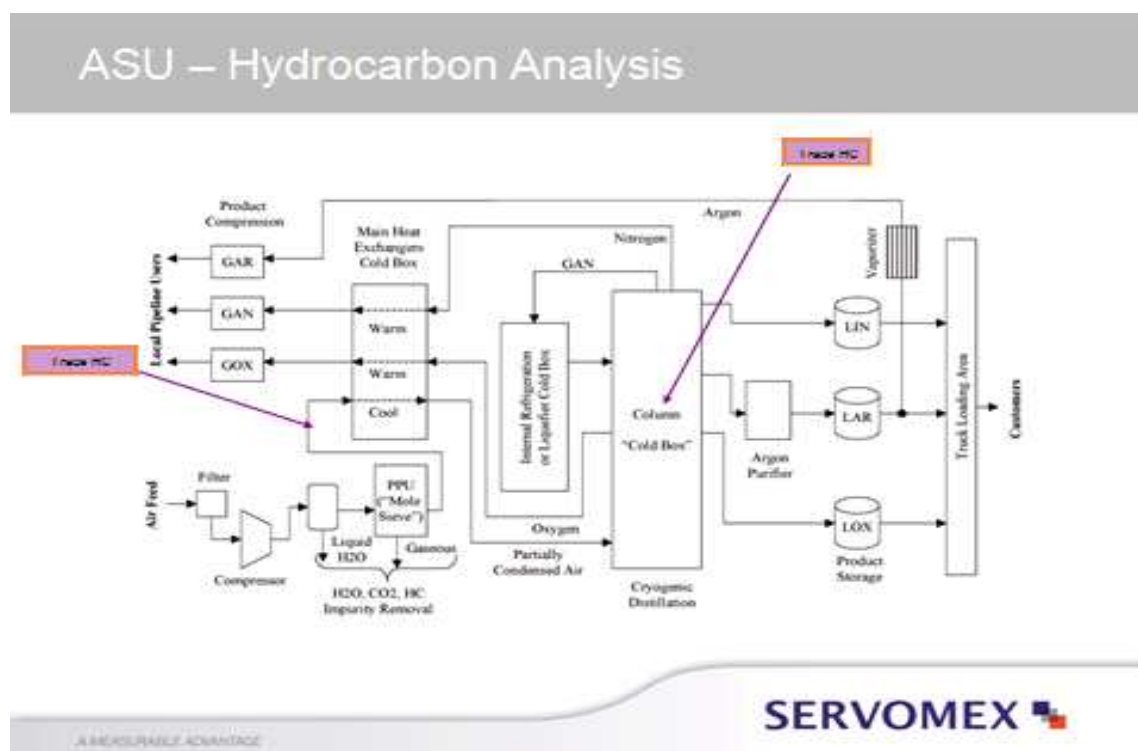 ASU – Hydrocarbon Analysis
Trace HC
Argon
Product
Compression
Main Heat
Exchangers
Cold Box
Nitrogen
Vaporizer
GAR
GAN
Local Pipeline Users
GAN
Warm
LIN
Trace HC
GOX
Warm
Internal Refrigeration
or Liquefier Cold Box
Truck Loading Area
Cool
Column
LAR
Customers
"Cold Box"
Argon
Purifier
Filter
PPU
("Mole
Sieve")
Air Feed
Oxygen
LOX
Liquid
H2O
Gaseous
Partially
Condensed Air
Product
Storage
Compressor
H2O, CO2, HC
Impurity Removal
Cryogenic
Distillation
SERVOMEX
A MEASURABLE ADVANTAGE